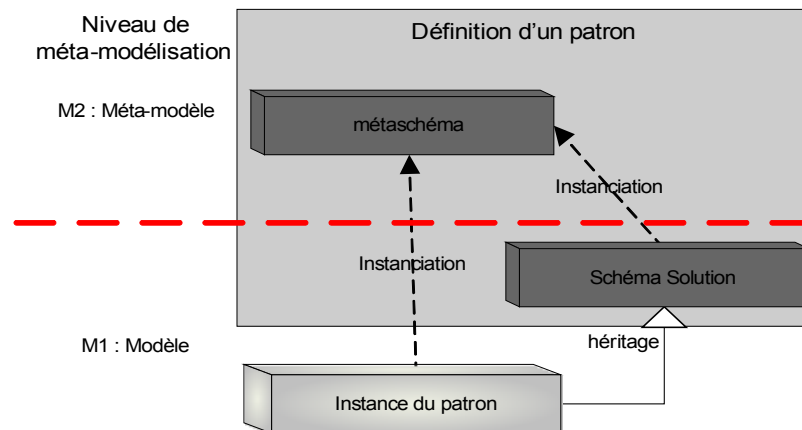 Niveau de
méta-modélisation
Définition d'un patron
M2 : Méta-modèle
métaschéma
Instanciation
Instanciation
Schéma Solution
M1 : Modèle
héritage
Instance du patron